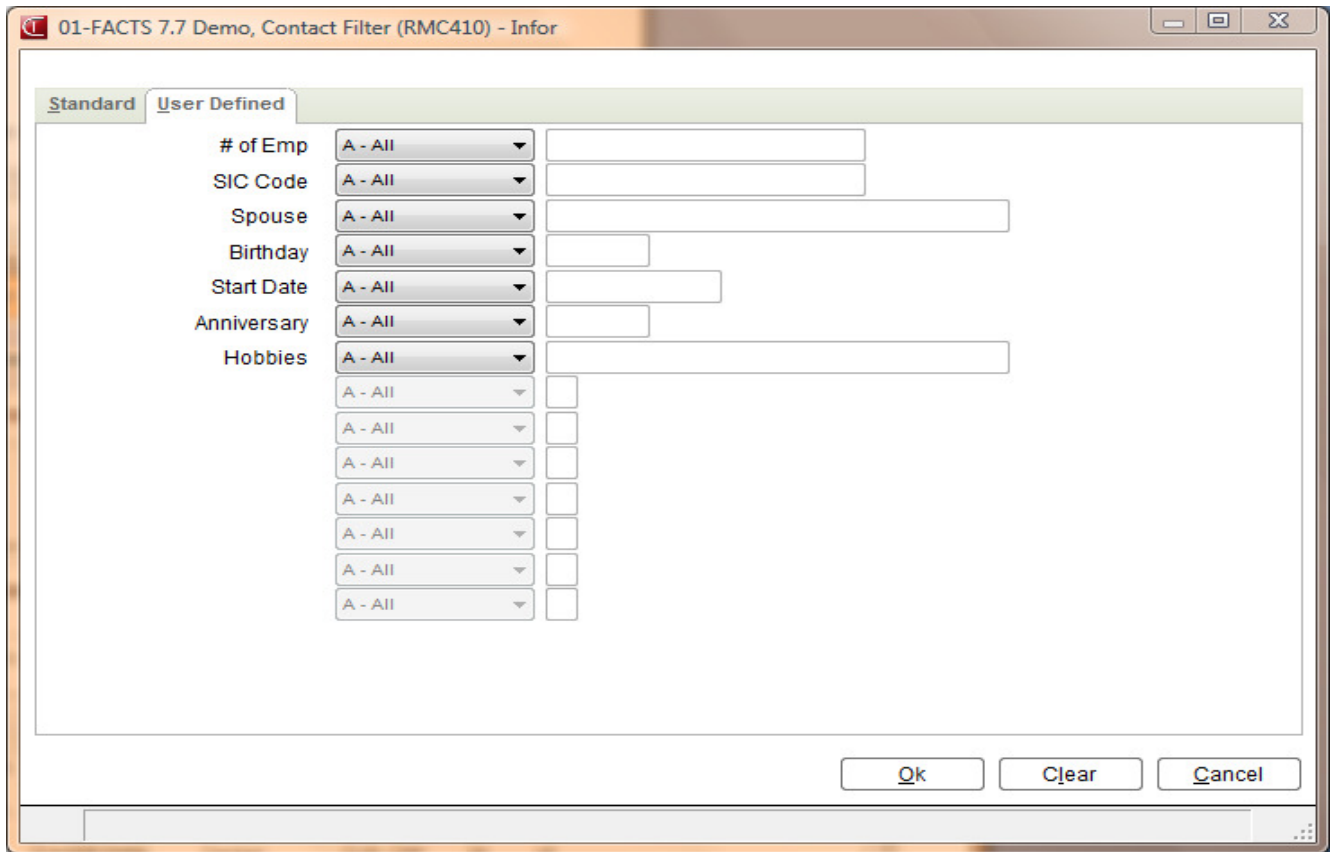 01-FACTS 7.7 Demo, Contact Filter (RMC410) - Infor
Standard User Defined
# of Emp A - All
SIC Code A - All
Spouse A - All
Birthday A - All
Start Date A - All
Anniversary A - All
Hobbies A - All
A - All
A - All
A - All
A - All
A - All
A - All
A - All
Ok Clear Cancel